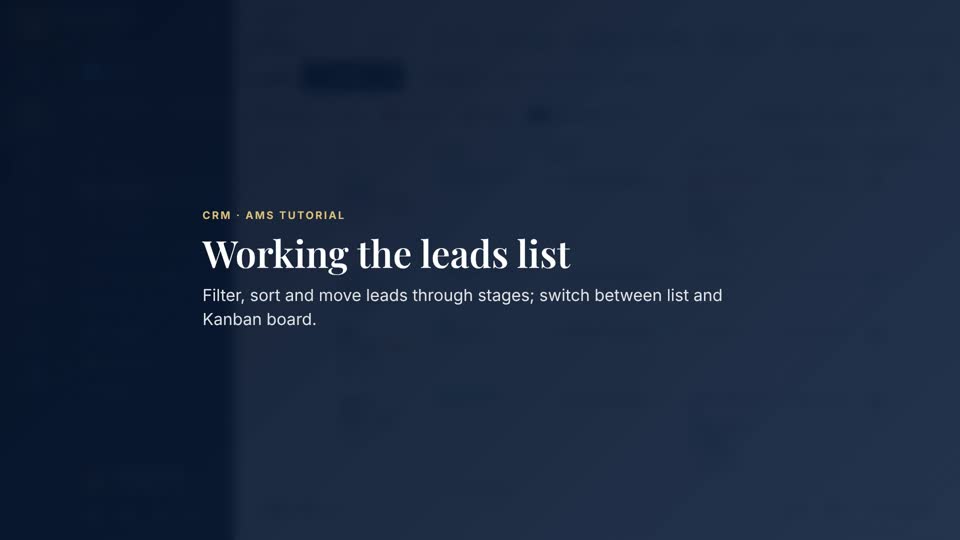 CRM · AMS TUTORIAL
Working the leads list
Filter, sort and move leads through stages; switch between list and
Kanban board.